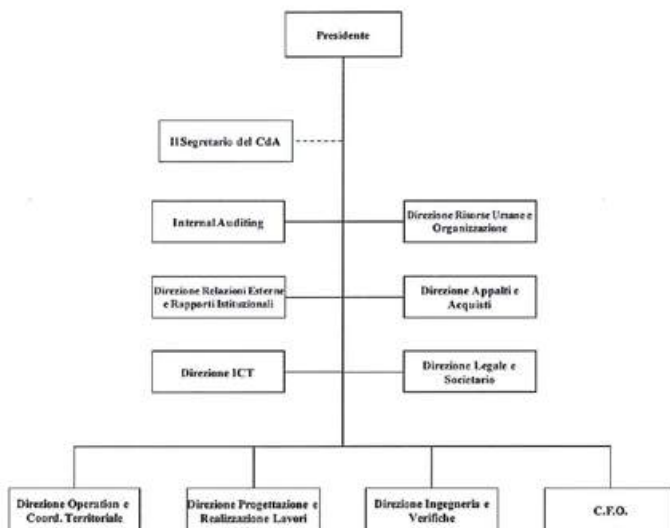 Presidente
Il Segretario del CdA
Internal Auditing
Direzione Risorse Umane e
Organizzazione
Direzione Relazioni Esterne
e Rapporti Istituzionali
Direzione Appalti e
Acquisti
Direzione ICT
Direzione Legale e
Societario
Direzione Operation e
Coord. Territoriale
Direzione Progettazione e
Realizzazione Lavori
Direzione Ingegneria e
Verifiche
C.F.O.